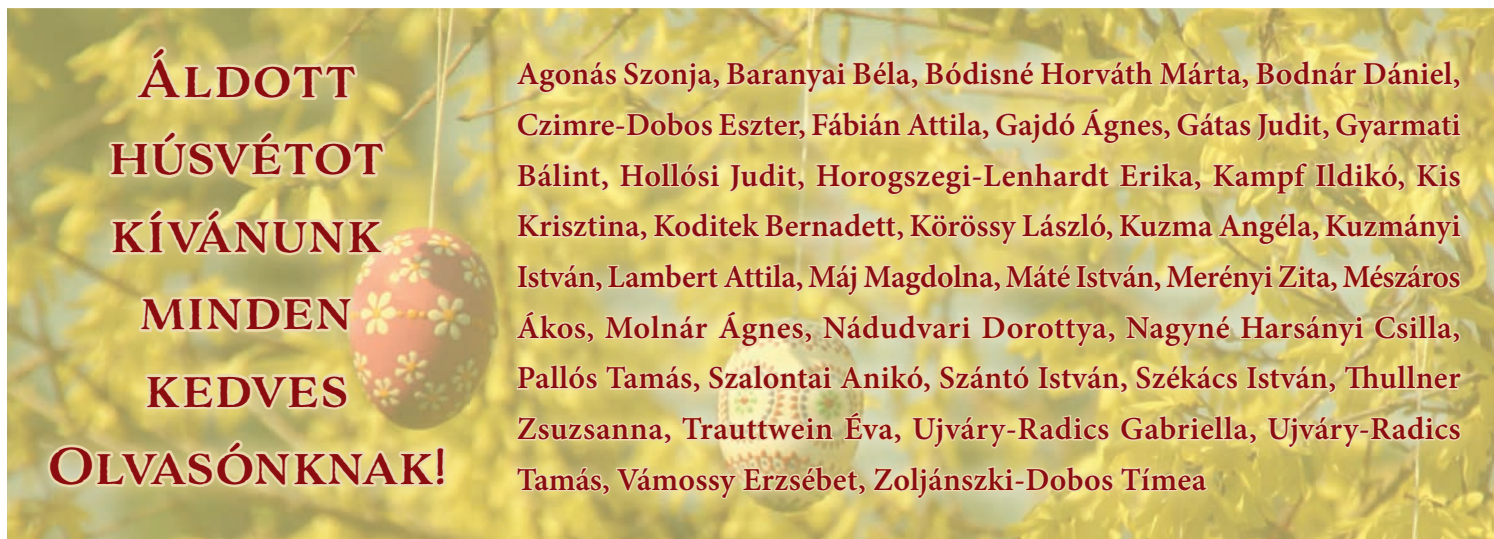 ÁLDOTT
HÚSVÉTOT
KÍVÁNUNK
MINDEN
KEDVES
OLVASÓNKNAK!
Agonás Szonja, Baranyai Béla, Bódisné Horváth Márta, Bodnár Dániel,
Czimre-Dobos Eszter, Fábián Attila, Gajdó Ágnes, Gátas Judit, Gyarmati
Bálint, Hollósi Judit, Horogszegi-Lenhardt Erika, Kampf Ildikó, Kis
Krisztina, Koditek Bernadett, Körössy László, Kuzma Angéla, Kuzmányi
István, Lambert Attila, Máj Magdolna, Máté István, Merényi Zita, Mészáros
Ákos, Molnár Ágnes, Nádudvari Dorottya, Nagyné Harsányi Csilla,
Pallós Tamás, Szalontai Anikó, Szántó István, Székács István, Thullner
Zsuzsanna, Trauttwein Éva, Ujváry-Radics Gabriella, Ujváry-Radics
Tamás, Vámossy Erzsébet, Zoljánszki-Dobos Tímea